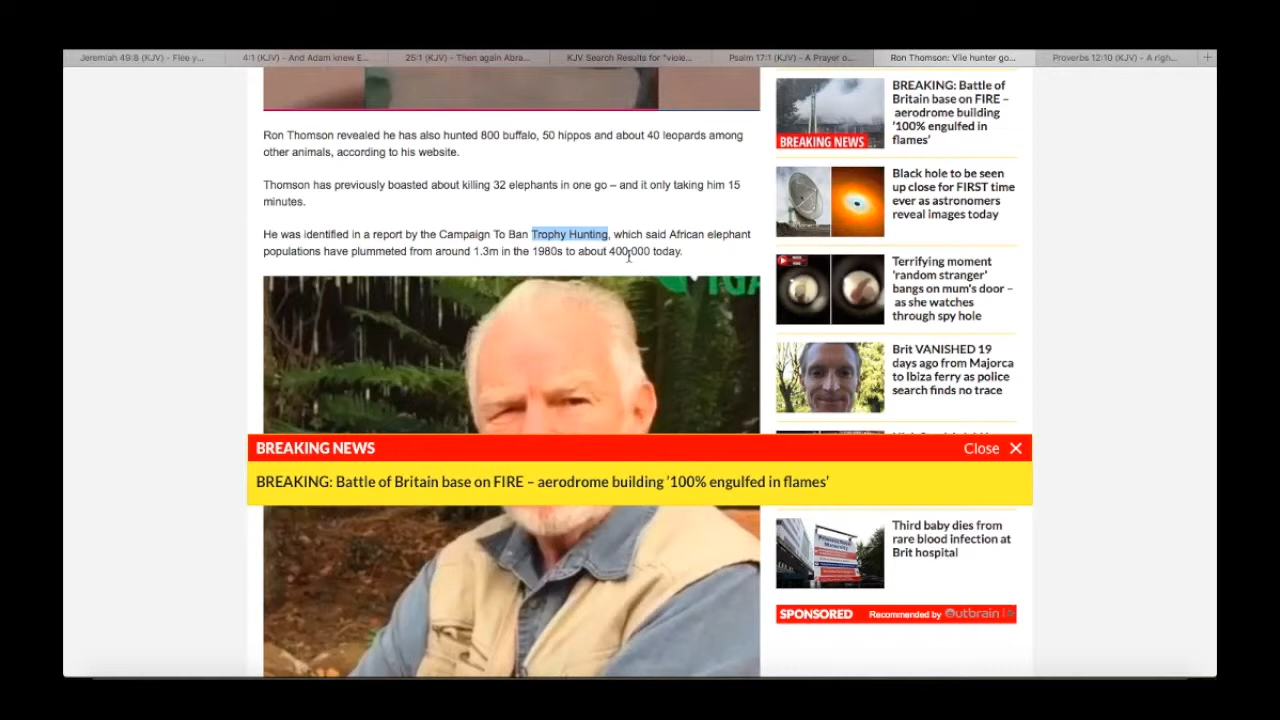 Jeremiah 49:8 (KJV) - Flee y...
4:1 (KJV) - And Adam knew E...
25:1 (KJV) - Then again Abra...
KJV Search Results for "viole...
Psalm 17:1 (KJV) - A Prayer o...
Ron Thomson: Vile hunter go...
Proverbs 12:10 (KJV) - A righ...
Ron Thomson revealed he has also hunted 800 buffalo, 50 hippos and about 40 leopards among
other animals, according to his website.
Thomson has previously boasted about killing 32 elephants in one go – and it only taking him 15
minutes.
He was identified in a report by the Campaign To Ban Trophy Hunting, which said African elephant
populations have plummeted from around 1.3m in the 1980s to about 400,000 today.
BREAKING NEWS
Close
BREAKING: Battle of Britain base on FIRE – aerodrome building '100% engulfed in flames'
BREAKING NEWS
BREAKING: Battle of
Britain base on FIRE –
aerodrome building
'100% engulfed in
flames'
Black hole to be seen
up close for FIRST time
ever as astronomers
reveal images today
Terrifying moment
'random stranger'
bangs on mum's door –
as she watches
through spy hole
Brit VANISHED 19
days ago from Majorca
to Ibiza ferry as police
search finds no trace
Third baby dies from
rare blood infection at
Brit hospital
SPONSORED
Recommended by Outbrain